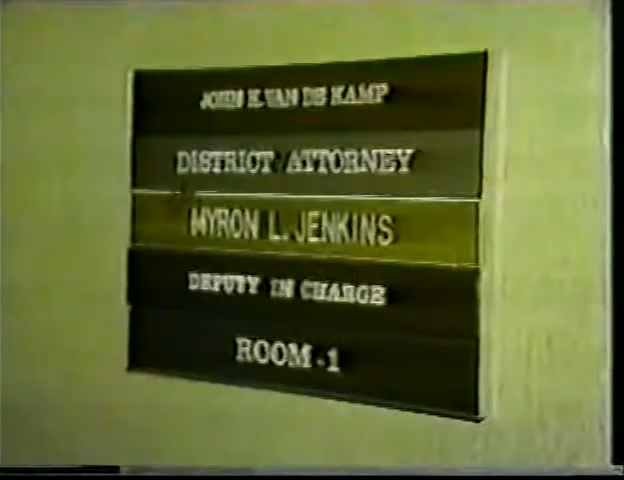 JOHN K. VAN DE KAMP
DISTRICT ATTORNEY
MYRON L. JENKINS
DEPUTY IN CHARGE
ROOM-1